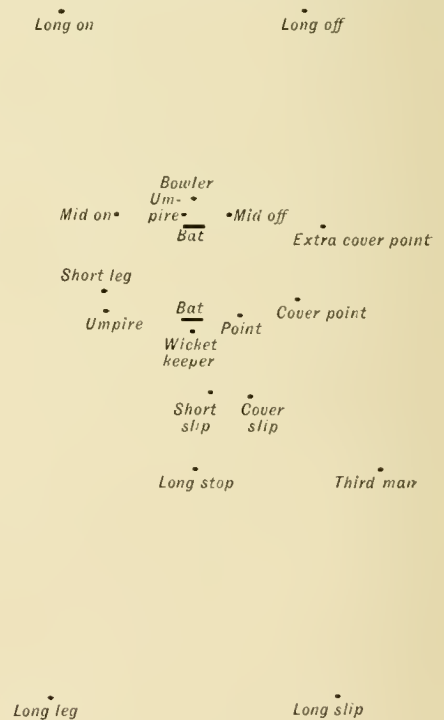 Long on
Long off
Bowler
Um-
pire
Mid on
Mid off
Bat
Extra cover point
Short leg
Umpire
Bat
Cover point
Point
Wicket
keeper
Short
slip
Cover
slip
Long stop
Third man
Long leg
Long slip